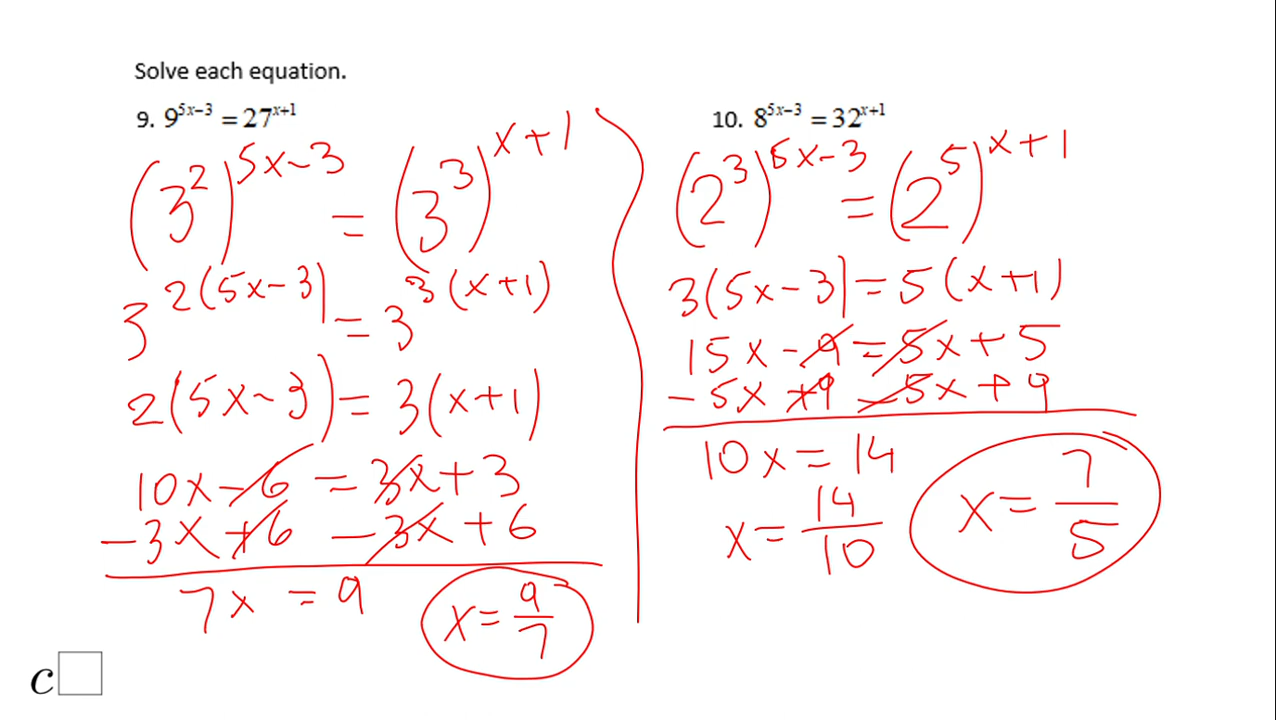 Solve each equation.
9. 9^{5x-3} = 27^{x+1}
(3^2)^{5x-3} = (3^3)^{x+1}
3^{2(5x-3)} = 3^{3(x+1)}
2(5x-3) = 3(x+1)
10x-6 = 3x+3
-3x+6 -3x+6
7x = 9
x = 9/7
10. 8^{5x-3} = 32^{x+1}
(2^3)^{5x-3} = (2^5)^{x+1}
3(5x-3) = 5(x+1)
15x-9 = 5x+5
-5x+9 -5x+9
10x = 14
x = 14/10
x = 7/5
c